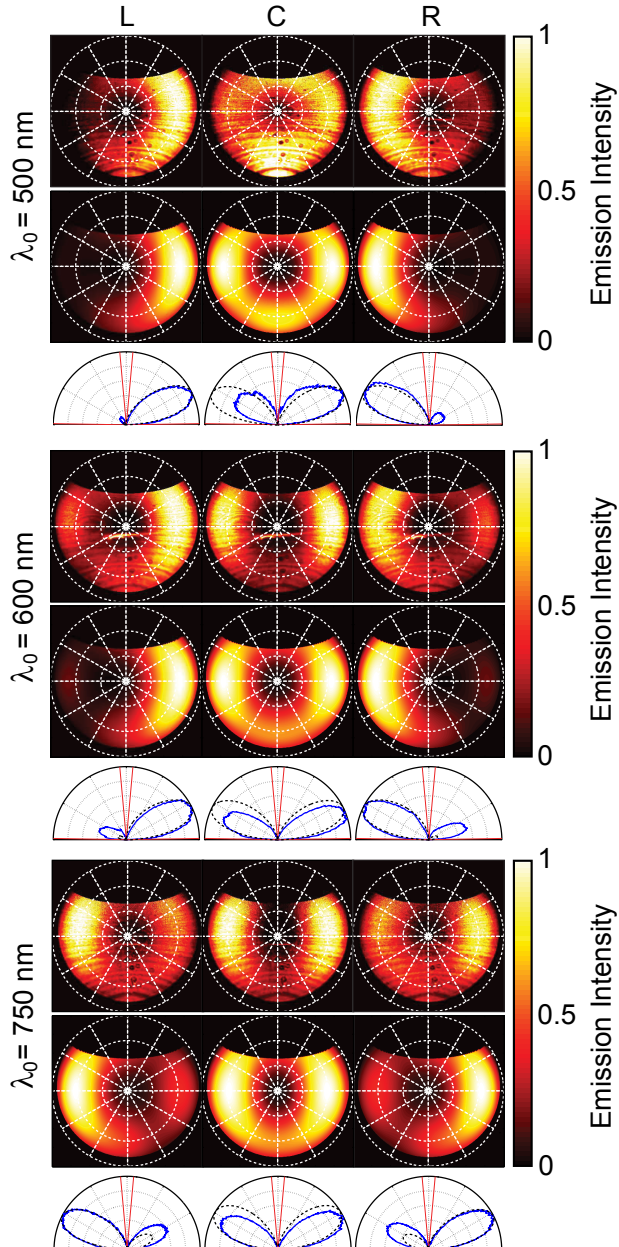 L C R
λ₀ = 500 nm
1
0.5
0
Emission Intensity
λ₀ = 600 nm
1
0.5
0
Emission Intensity
λ₀ = 750 nm
1
0.5
0
Emission Intensity